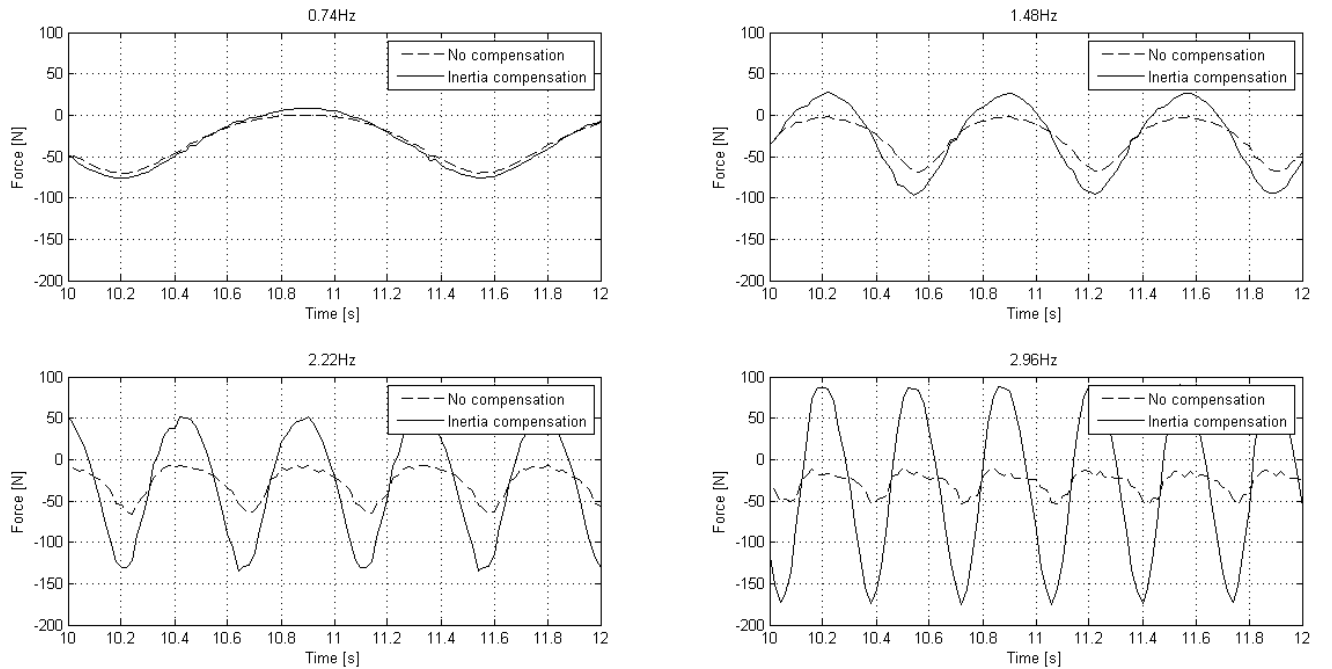 0.74Hz
100
50
0
-50
-100
-150
-200
Force [N]
10 10.2 10.4 10.6 10.8 11 11.2 11.4 11.6 11.8 12
Time [s]
No compensation
Inertia compensation
1.48Hz
100
50
0
-50
-100
-150
-200
Force [N]
10 10.2 10.4 10.6 10.8 11 11.2 11.4 11.6 11.8 12
Time [s]
No compensation
Inertia compensation
2.22Hz
100
50
0
-50
-100
-150
-200
Force [N]
10 10.2 10.4 10.6 10.8 11 11.2 11.4 11.6 11.8 12
Time [s]
No compensation
Inertia compensation
2.96Hz
100
50
0
-50
-100
-150
-200
Force [N]
10 10.2 10.4 10.6 10.8 11 11.2 11.4 11.6 11.8 12
Time [s]
No compensation
Inertia compensation